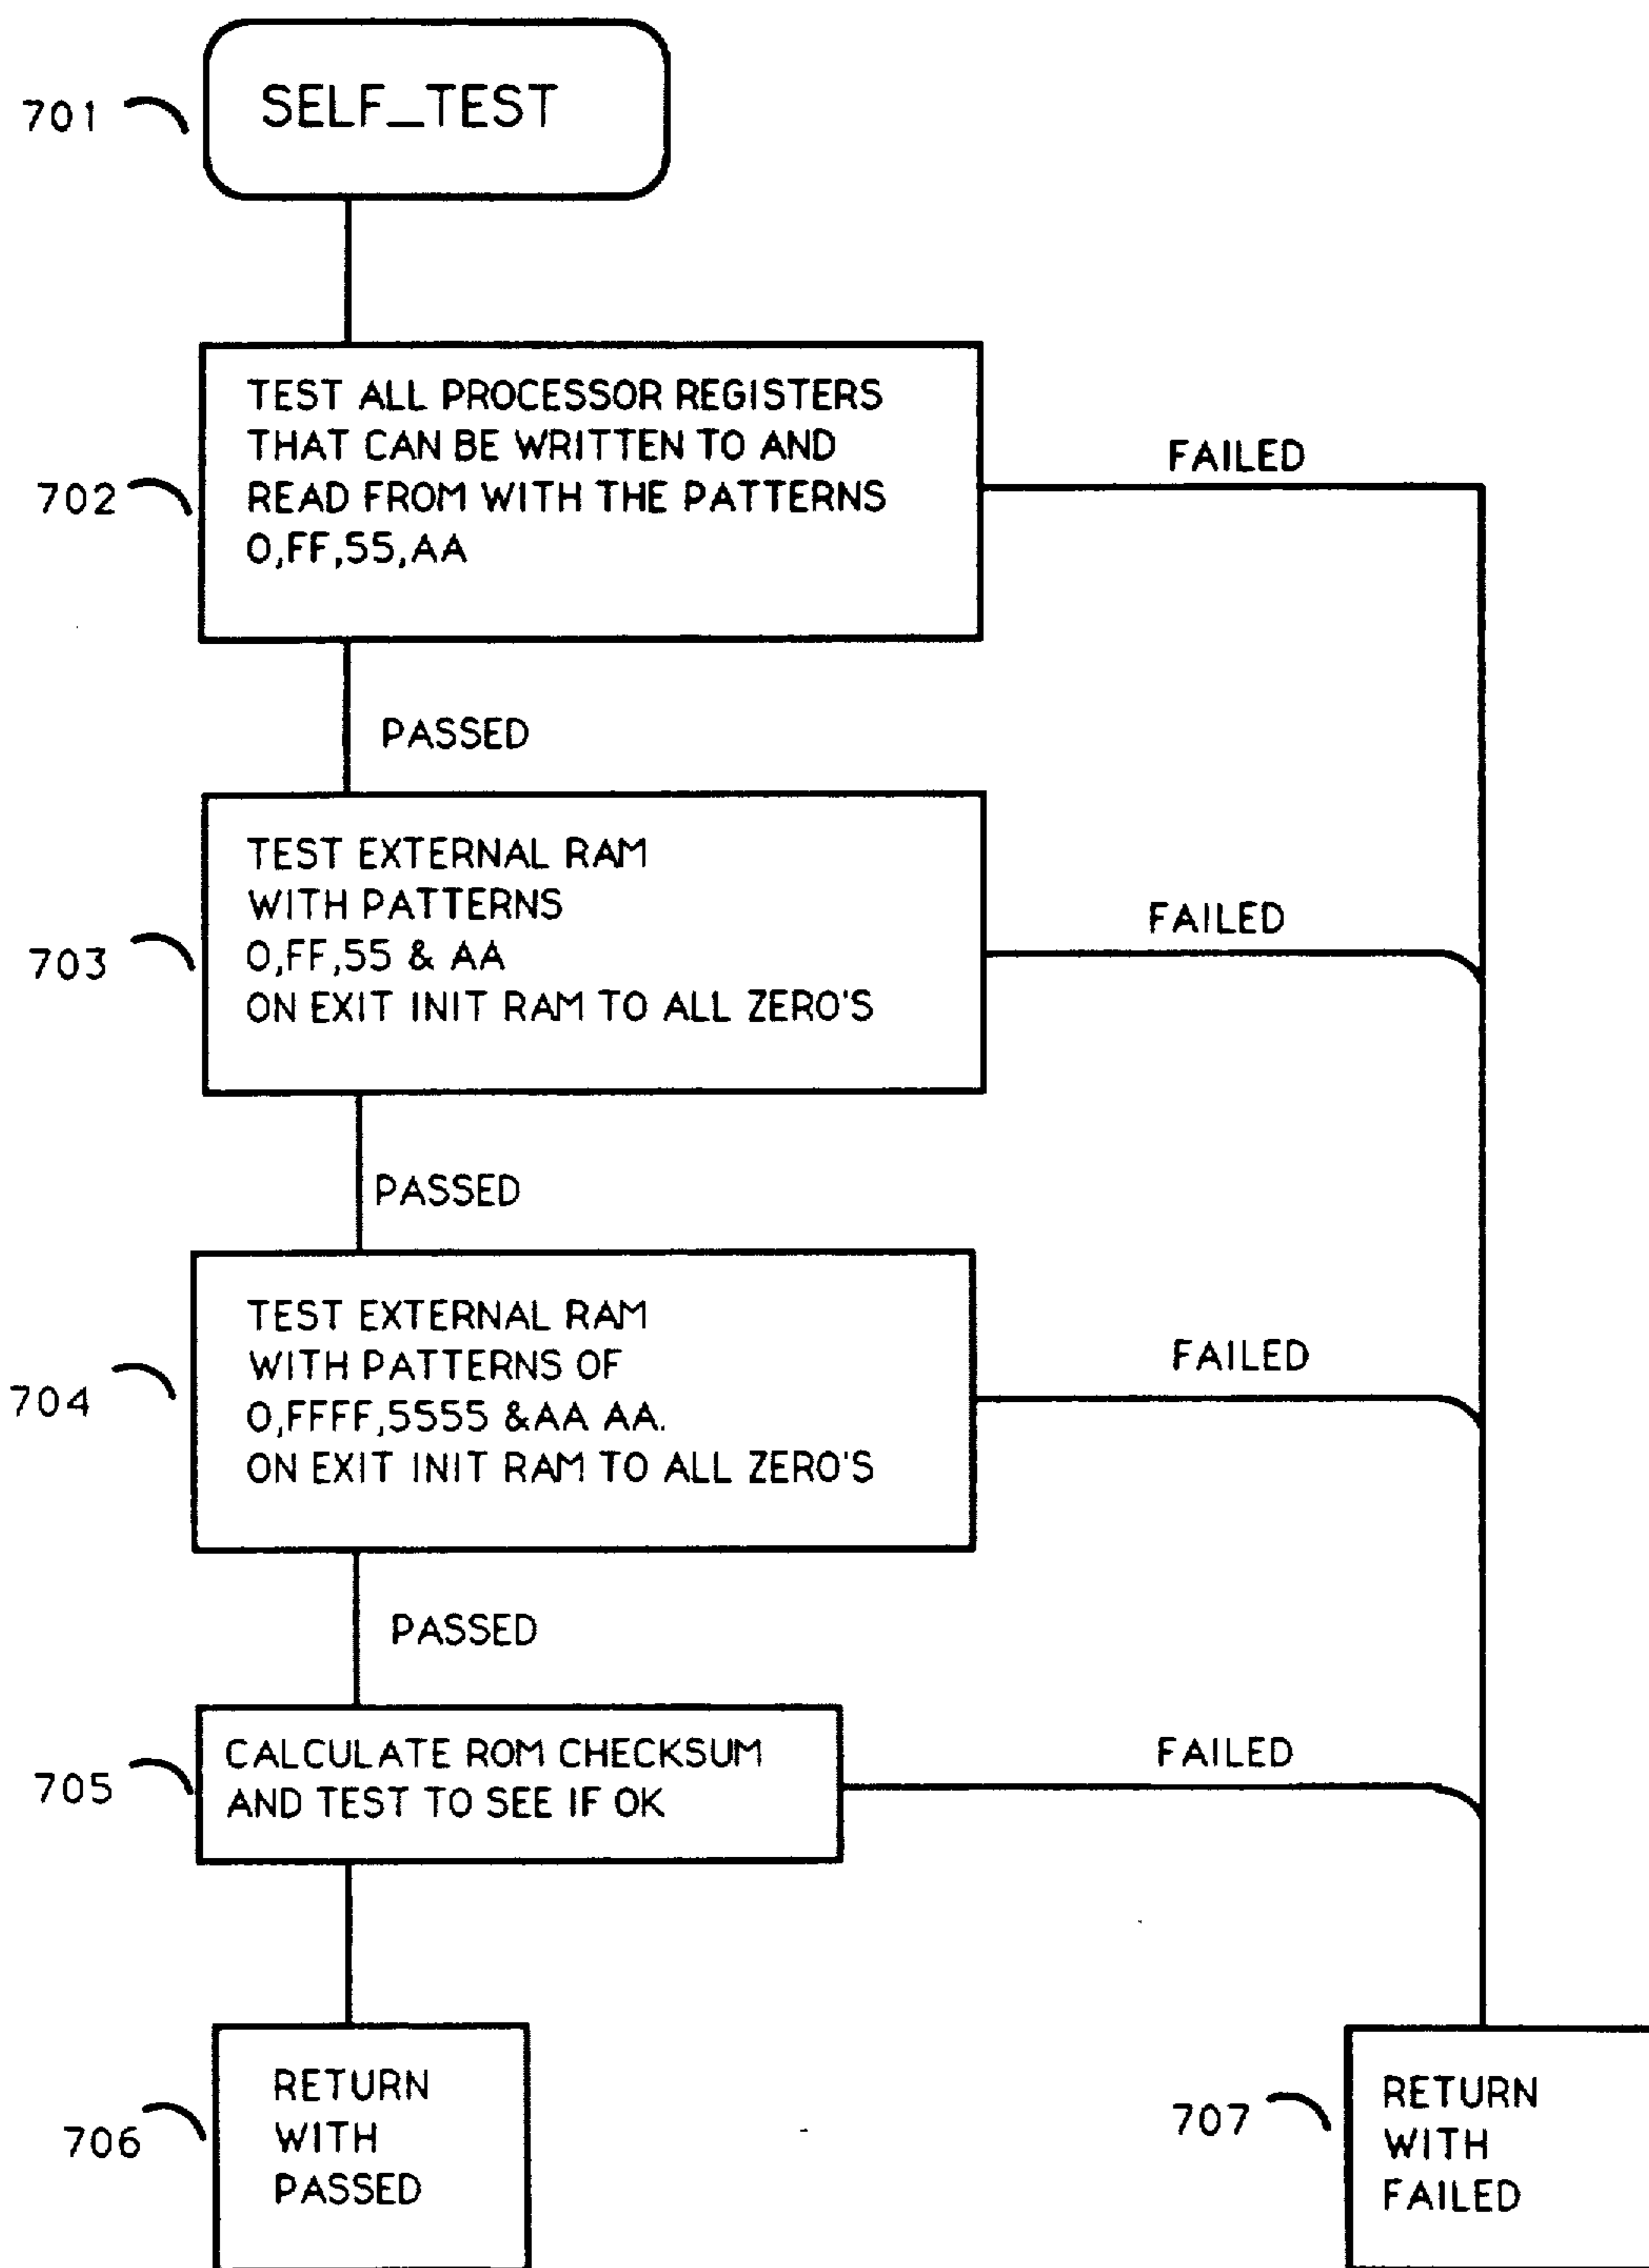 701
SELF_TEST
702
TEST ALL PROCESSOR REGISTERS
THAT CAN BE WRITTEN TO AND
READ FROM WITH THE PATTERNS
0,FF,55,AA
FAILED
PASSED
703
TEST EXTERNAL RAM
WITH PATTERNS
0,FF,55 & AA
ON EXIT INIT RAM TO ALL ZERO'S
FAILED
PASSED
704
TEST EXTERNAL RAM
WITH PATTERNS OF
0,FFFF,5555 &AA AA.
ON EXIT INIT RAM TO ALL ZERO'S
FAILED
PASSED
705
CALCULATE ROM CHECKSUM
AND TEST TO SEE IF OK
FAILED
706
RETURN
WITH
PASSED
707
RETURN
WITH
FAILED